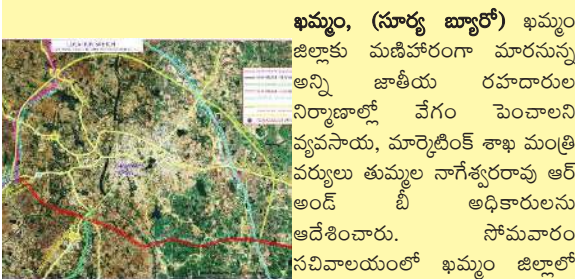 ఖమ్మం, (సూర్య బ్యూరో) ఖమ్మం
జిల్లాకు మణిహారంగా మారనున్న
అన్ని జాతీయ రహదారుల
నిర్మాణాల్లో వేగం పెంచాలని
వ్యవసాయ, మార్కెటింక్ శాఖ మంత్రి
వర్యులు తుమ్మల నాగేశ్వరరావు ఆర్
అండ్ బీ అధికారులను
ఆదేశించారు. సోమవారం
సచివాలయంలో ఖమ్మం జిల్లాలో